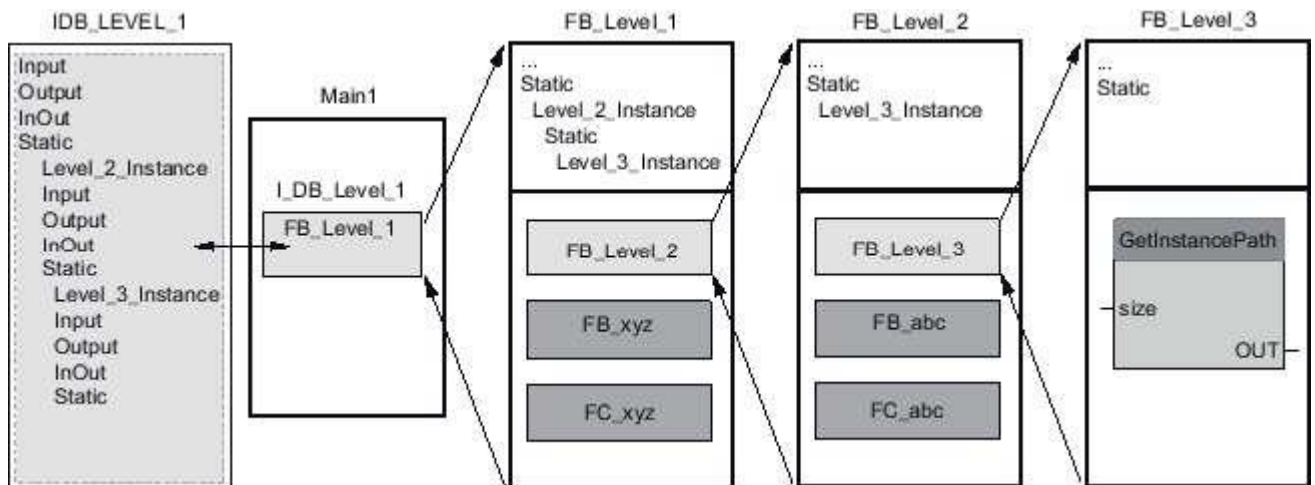 IDB_LEVEL_1
Input
Output
InOut
Static
Level_2_Instance
Input
Output
InOut
Static
Level_3_Instance
Input
Output
InOut
Static
Main1
I_DB_Level_1
FB_Level_1
FB_Level_1
...
Static
Level_2_Instance
Static
Level_3_Instance
FB_Level_2
FB_xyz
FC_xyz
FB_Level_2
...
Static
Level_3_Instance
FB_Level_3
FB_abc
FC_abc
FB_Level_3
...
Static
GetInstancePath
size
OUT